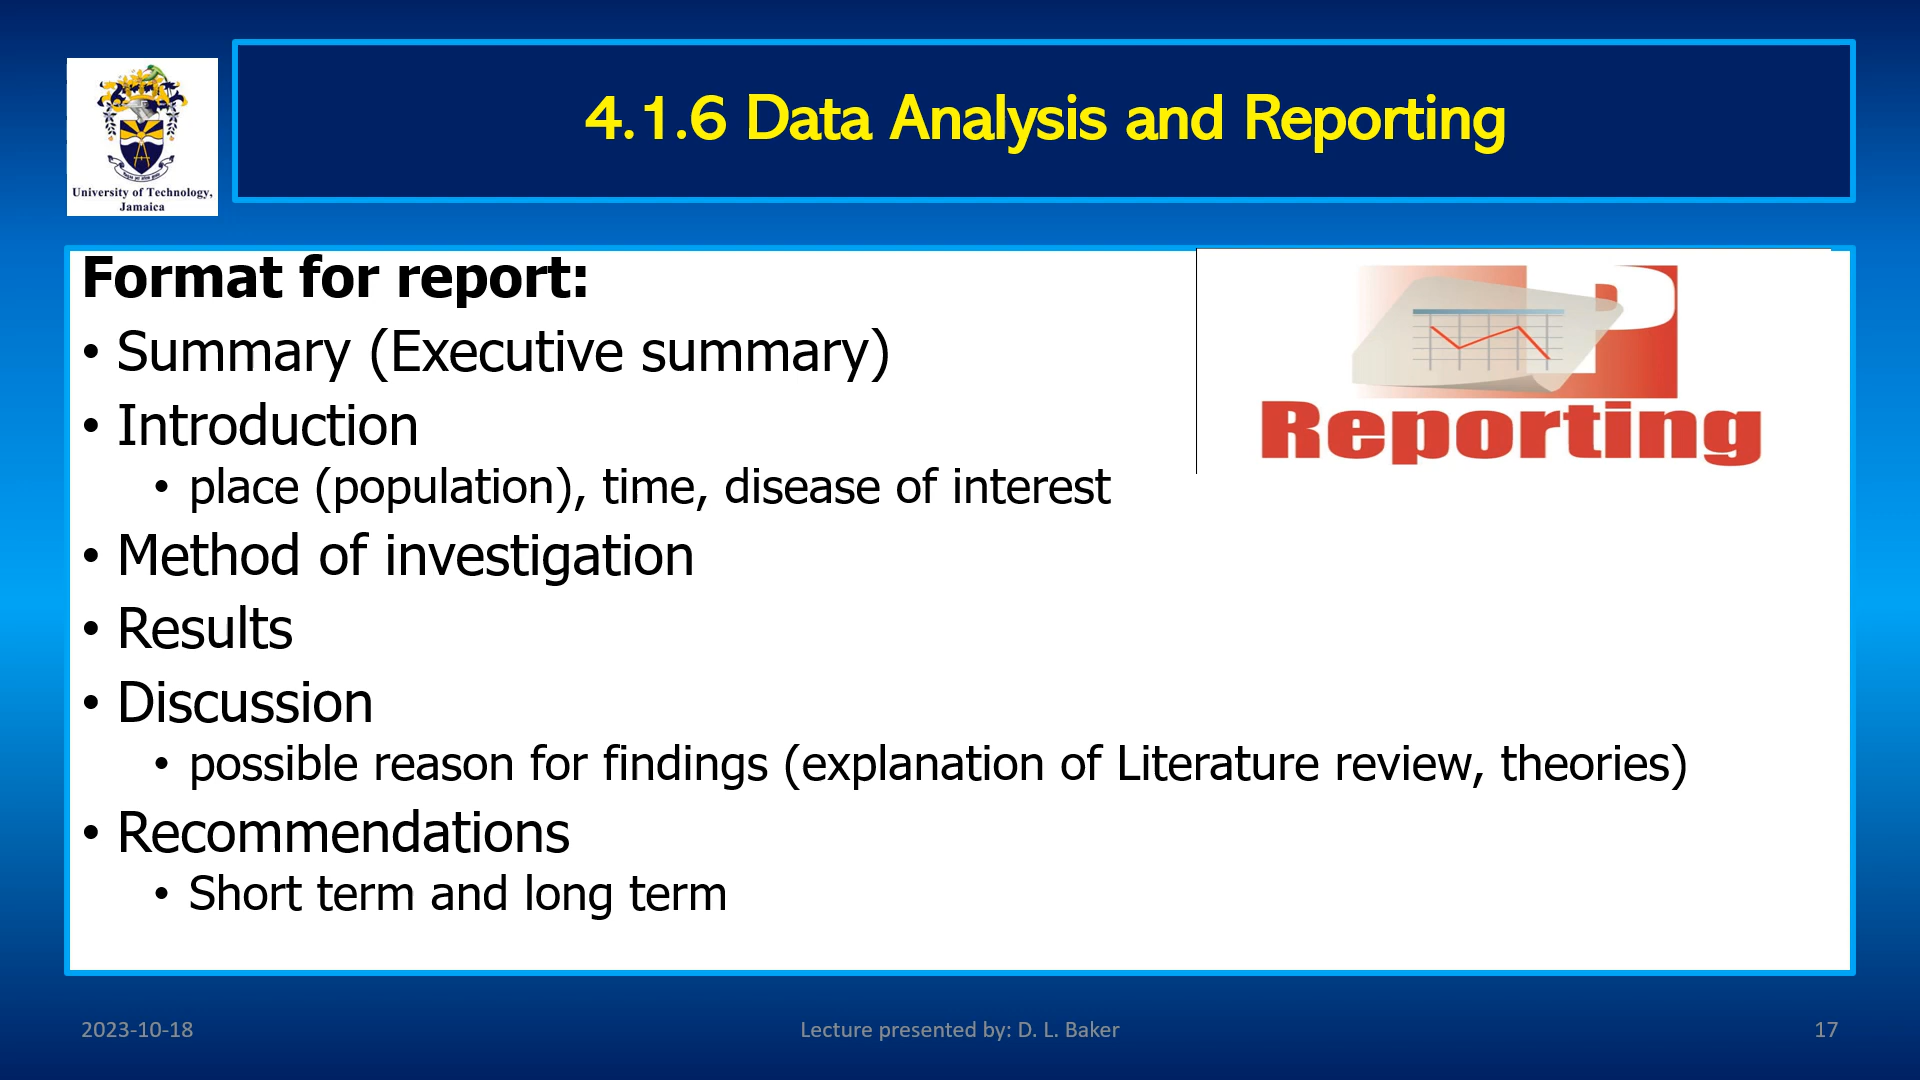 University of Technology,
Jamaica
4.1.6 Data Analysis and Reporting
Format for report:
• Summary (Executive summary)
• Introduction
• place (population), time, disease of interest
• Method of investigation
• Results
• Discussion
• possible reason for findings (explanation of Literature review, theories)
• Recommendations
• Short term and long term
Reporting
2023-10-18
Lecture presented by: D. L. Baker
17